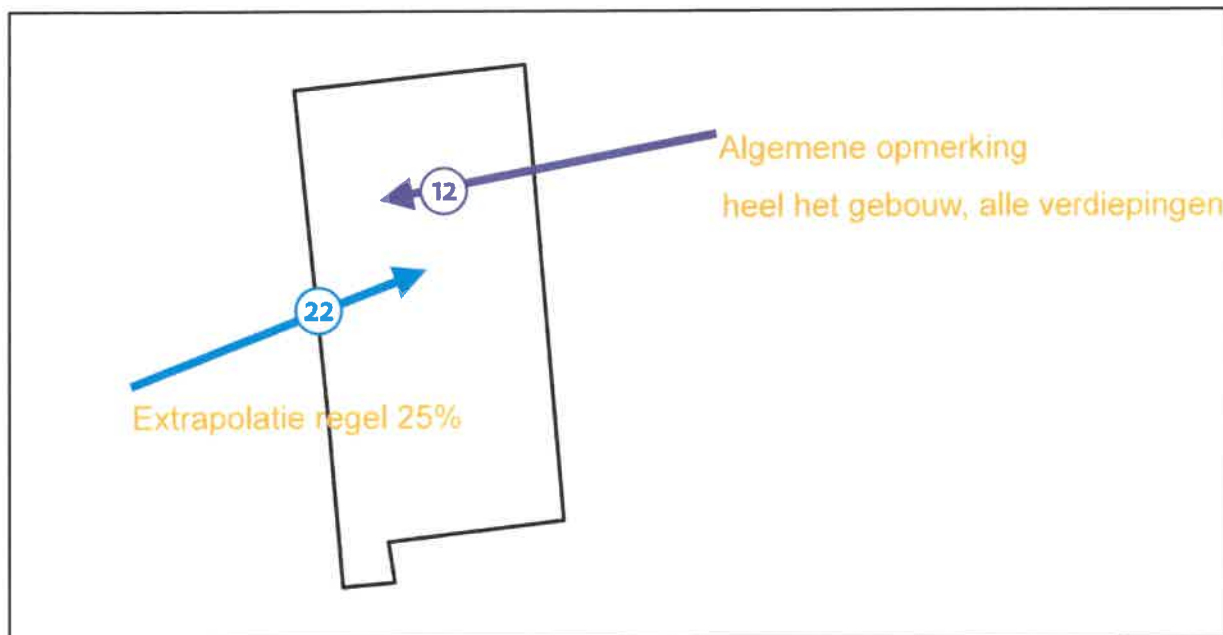 Algemene opmerking
12
heel het gebouw, alle verdiepingen
22
Extrapolatie regel 25%